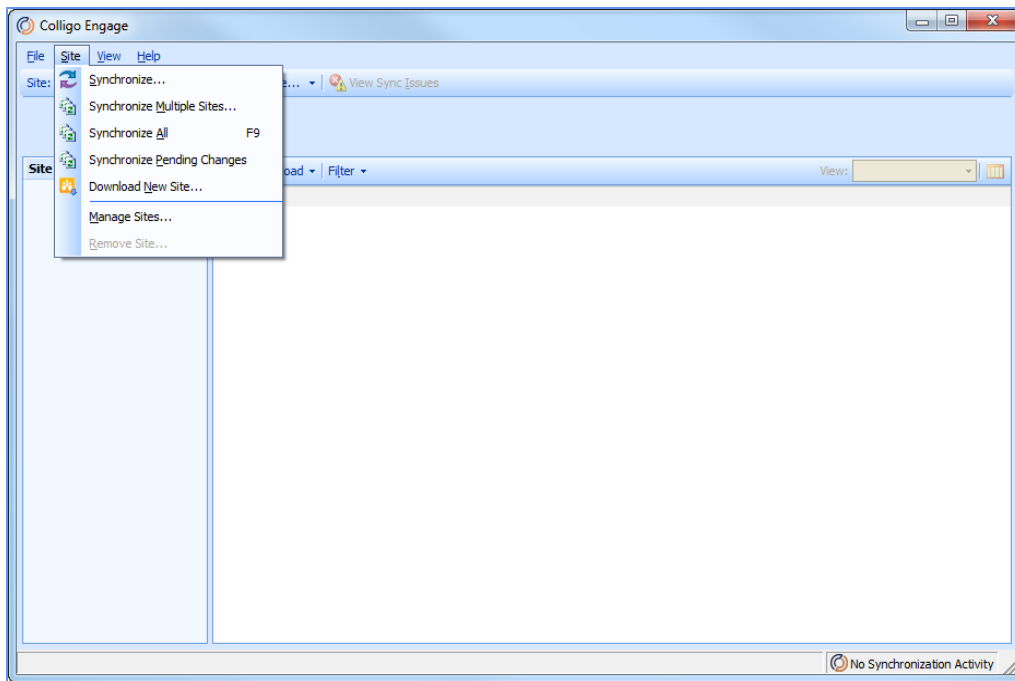 Colligo Engage
File Site View Help
Site: e... View Sync Issues
Synchronize...
Synchronize Multiple Sites...
Synchronize All F9
Synchronize Pending Changes
Download New Site...
Manage Sites...
Remove Site...
Site oad Filter View:
No Synchronization Activity